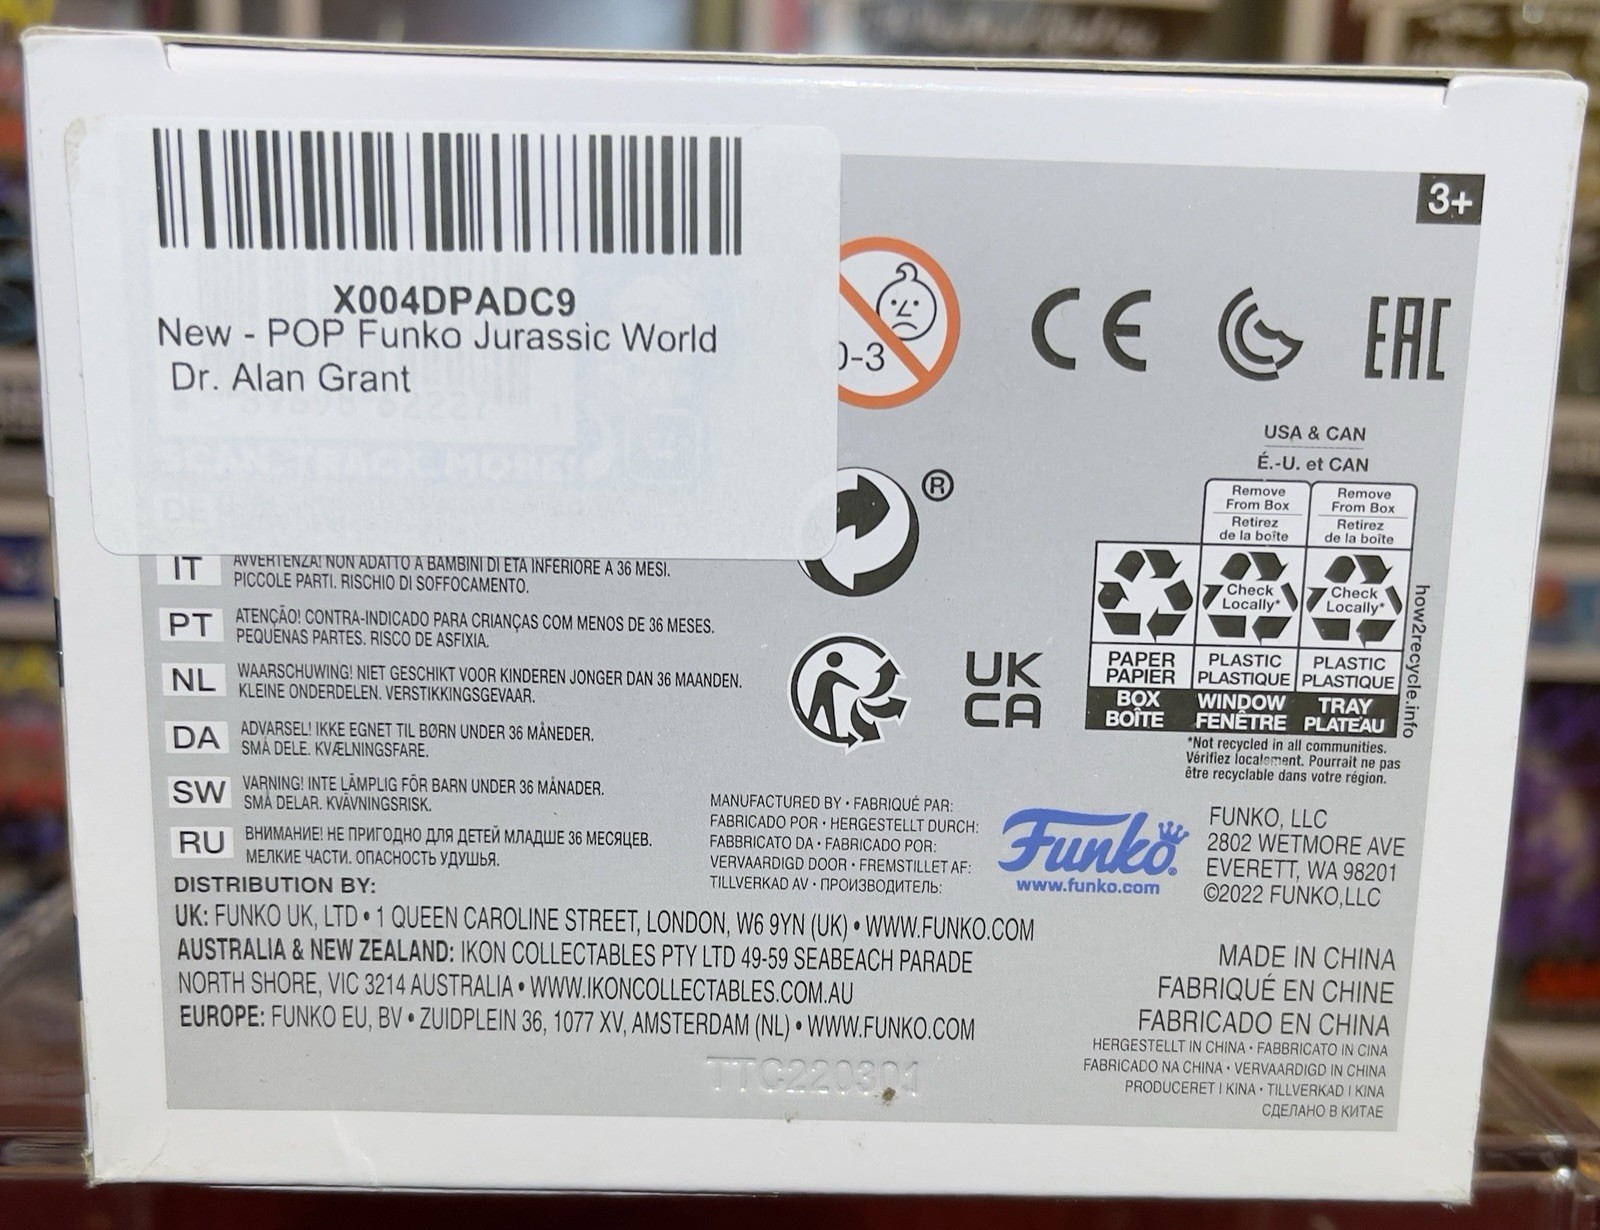 X004DPADC9
New - POP Funko Jurassic World
Dr. Alan Grant
3+
0-3
CE
EAC
®
USA & CAN
É.-U. et CAN
Remove
From Box
Retirez
de la boîte
Remove
From Box
Retirez
de la boîte
Check
Locally*
Check
Locally*
PAPER
PAPIER
PLASTIC
PLASTIQUE
PLASTIC
PLASTIQUE
BOX
BOÎTE
WINDOW
FENÊTRE
TRAY
PLATEAU
how2recycle.info
*Not recycled in all communities.
Vérifiez localement. Pourrait ne pas
être recyclable dans votre région.
UK
CA
IT AVVERTENZA! NON ADATTO A BAMBINI DI ETÀ INFERIORE A 36 MESI.
PICCOLE PARTI. RISCHIO DI SOFFOCAMENTO.
PT ATENÇÃO! CONTRA-INDICADO PARA CRIANÇAS COM MENOS DE 36 MESES.
PEQUENAS PARTES. RISCO DE ASFIXIA.
NL WAARSCHUWING! NIET GESCHIKT VOOR KINDEREN JONGER DAN 36 MAANDEN.
KLEINE ONDERDELEN. VERSTIKKINGSGEVAAR.
DA ADVARSEL! IKKE EGNET TIL BØRN UNDER 36 MÅNEDER.
SMÅ DELE. KVÆLNINGSFARE.
SW VARNING! INTE LÄMPLIG FÖR BARN UNDER 36 MÅNADER.
SMÅ DELAR. KVÄVNINGSRISK.
RU ВНИМАНИЕ! НЕ ПРИГОДНО ДЛЯ ДЕТЕЙ МЛАДШЕ 36 МЕСЯЦЕВ.
МЕЛКИЕ ЧАСТИ. ОПАСНОСТЬ УДУШЬЯ.
MANUFACTURED BY • FABRIQUÉ PAR:
FABRICADO POR • HERGESTELLT DURCH:
FABBRICATO DA • FABRICADO POR:
VERVAARDIGD DOOR • FREMSTILLET AF:
TILLVERKAD AV • ПРОИЗВОДИТЕЛЬ:
Funko®
www.funko.com
FUNKO, LLC
2802 WETMORE AVE
EVERETT, WA 98201
©2022 FUNKO,LLC
DISTRIBUTION BY:
UK: FUNKO UK, LTD • 1 QUEEN CAROLINE STREET, LONDON, W6 9YN (UK) • WWW.FUNKO.COM
AUSTRALIA & NEW ZEALAND: IKON COLLECTABLES PTY LTD 49-59 SEABEACH PARADE
NORTH SHORE, VIC 3214 AUSTRALIA • WWW.IKONCOLLECTABLES.COM.AU
EUROPE: FUNKO EU, BV • ZUIDPLEIN 36, 1077 XV, AMSTERDAM (NL) • WWW.FUNKO.COM
MADE IN CHINA
FABRIQUÉ EN CHINE
FABRICADO EN CHINA
HERGESTELLT IN CHINA • FABBRICATO IN CINA
FABRICADO NA CHINA • VERVAARDIGD IN CHINA
PRODUCERET I KINA • TILLVERKAD I KINA
СДЕЛАНО В КИТАЕ
TTC220301